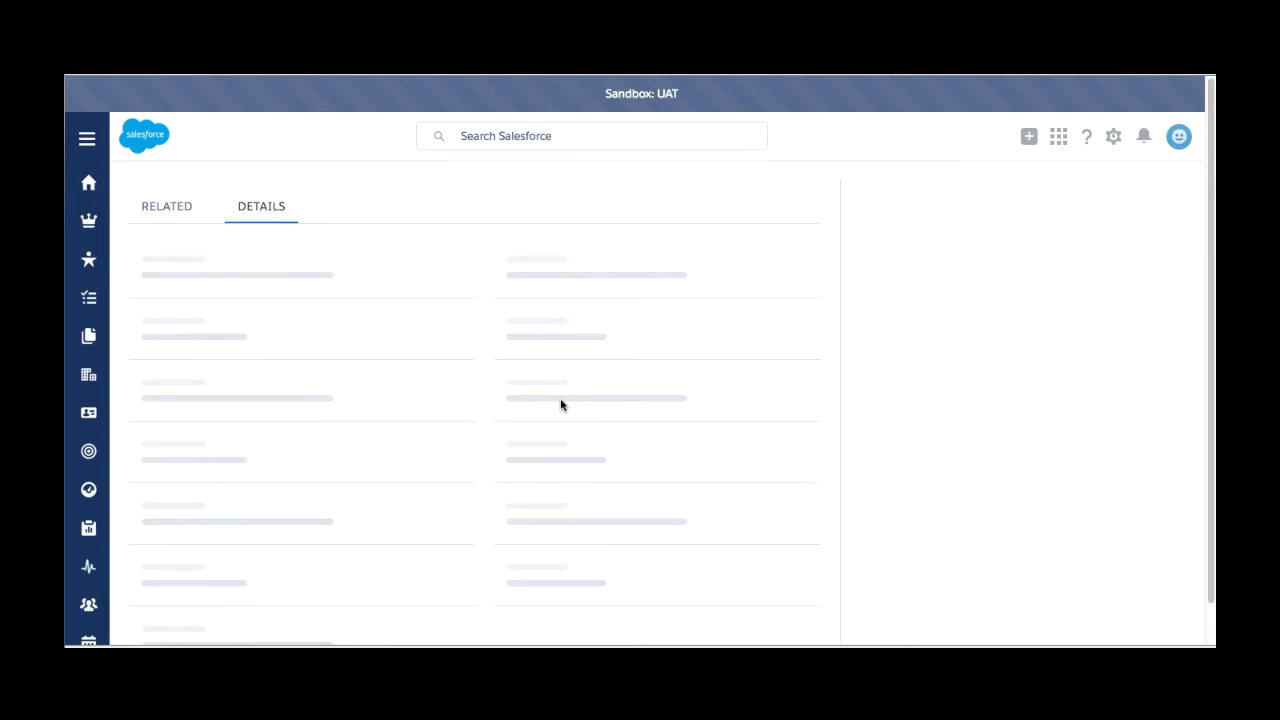 Sandbox: UAT
salesforce
Search Salesforce
RELATED
DETAILS